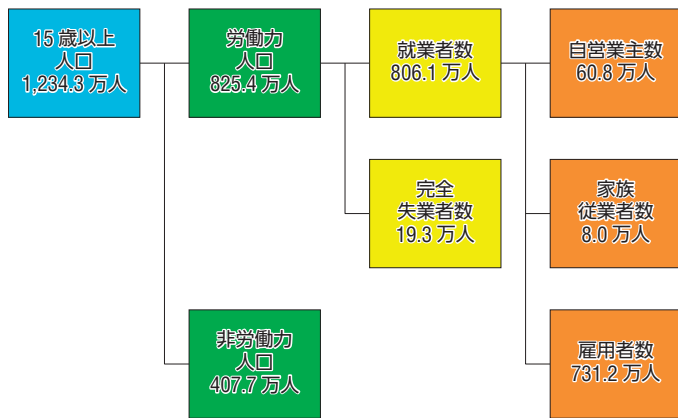 15 歳以上
人口
1,234.3 万人
労働力
人口
825.4 万人
就業者数
806.1 万人
自営業主数
60.8 万人
完全
失業者数
19.3 万人
家族
従業者数
8.0 万人
非労働力
人口
407.7 万人
雇用者数
731.2 万人